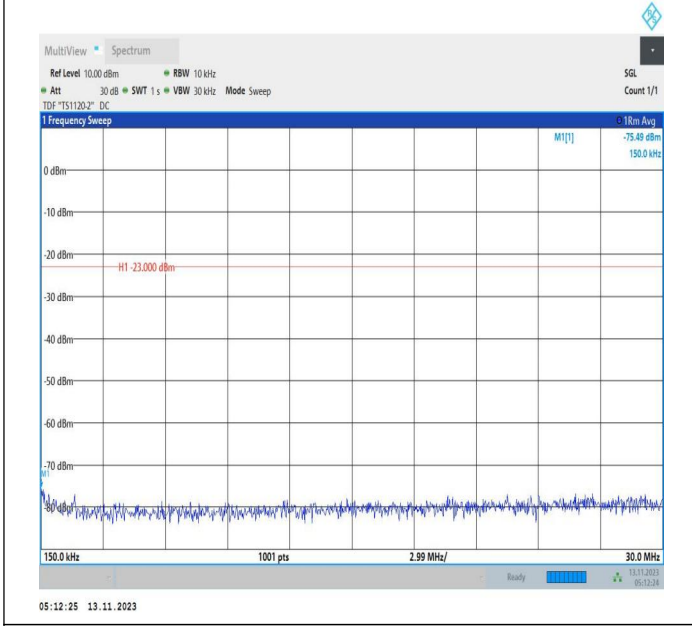 R&S
MultiView Spectrum
Ref Level 10.00 dBm RBW 10 kHz SGL
Att 30 dB SWT 1 s VBW 30 kHz Mode Sweep Count 1/1
TDF "TS1120-2" DC
1 Frequency Sweep 1Rm Avg
M1[1] -75.49 dBm
150.0 kHz
0 dBm
-10 dBm
-20 dBm
H1 -23.000 dBm
-30 dBm
-40 dBm
-50 dBm
-60 dBm
-70 dBm
M1
-80 dBm
150.0 kHz 1001 pts 2.99 MHz/ 30.0 MHz
Ready 13.11.2023
05:12:24
05:12:25 13.11.2023